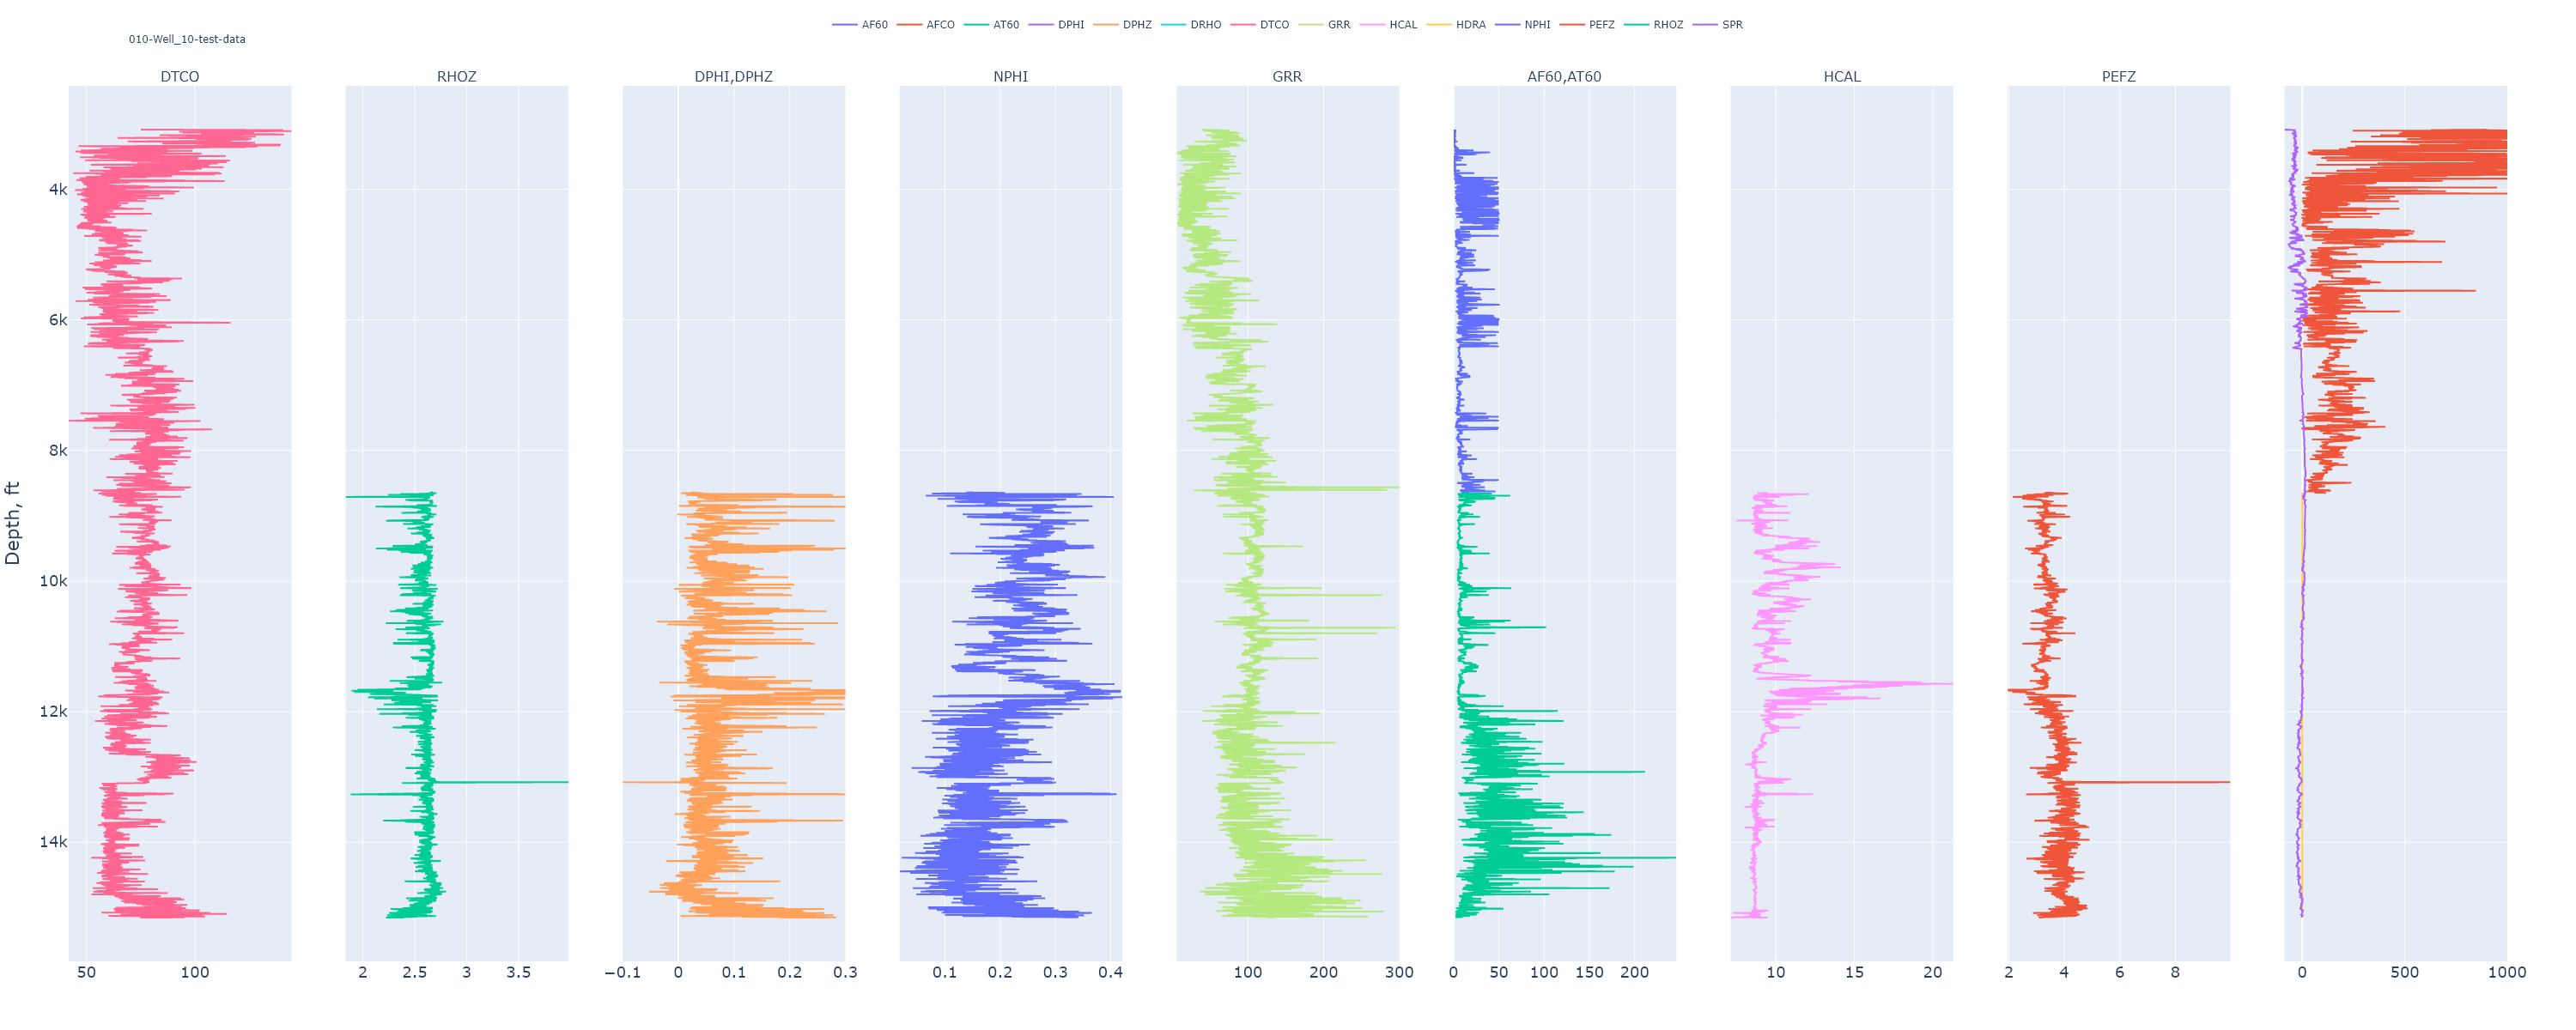 AF60 AFCO AT60 DPHI DPHZ DRHO DTCO GRR HCAL HDRA NPHI PEFZ RHOZ SPR
010-Well_10-test-data
DTCO RHOZ DPHI,DPHZ NPHI GRR AF60,AT60 HCAL PEFZ
4k
6k
8k
Depth, ft
10k
12k
14k
50 100 2 2.5 3 3.5 −0.1 0 0.1 0.2 0.3 0.1 0.2 0.3 0.4 100 200 300 0 50 100 150 200 10 15 20 2 4 6 8 0 500 1000